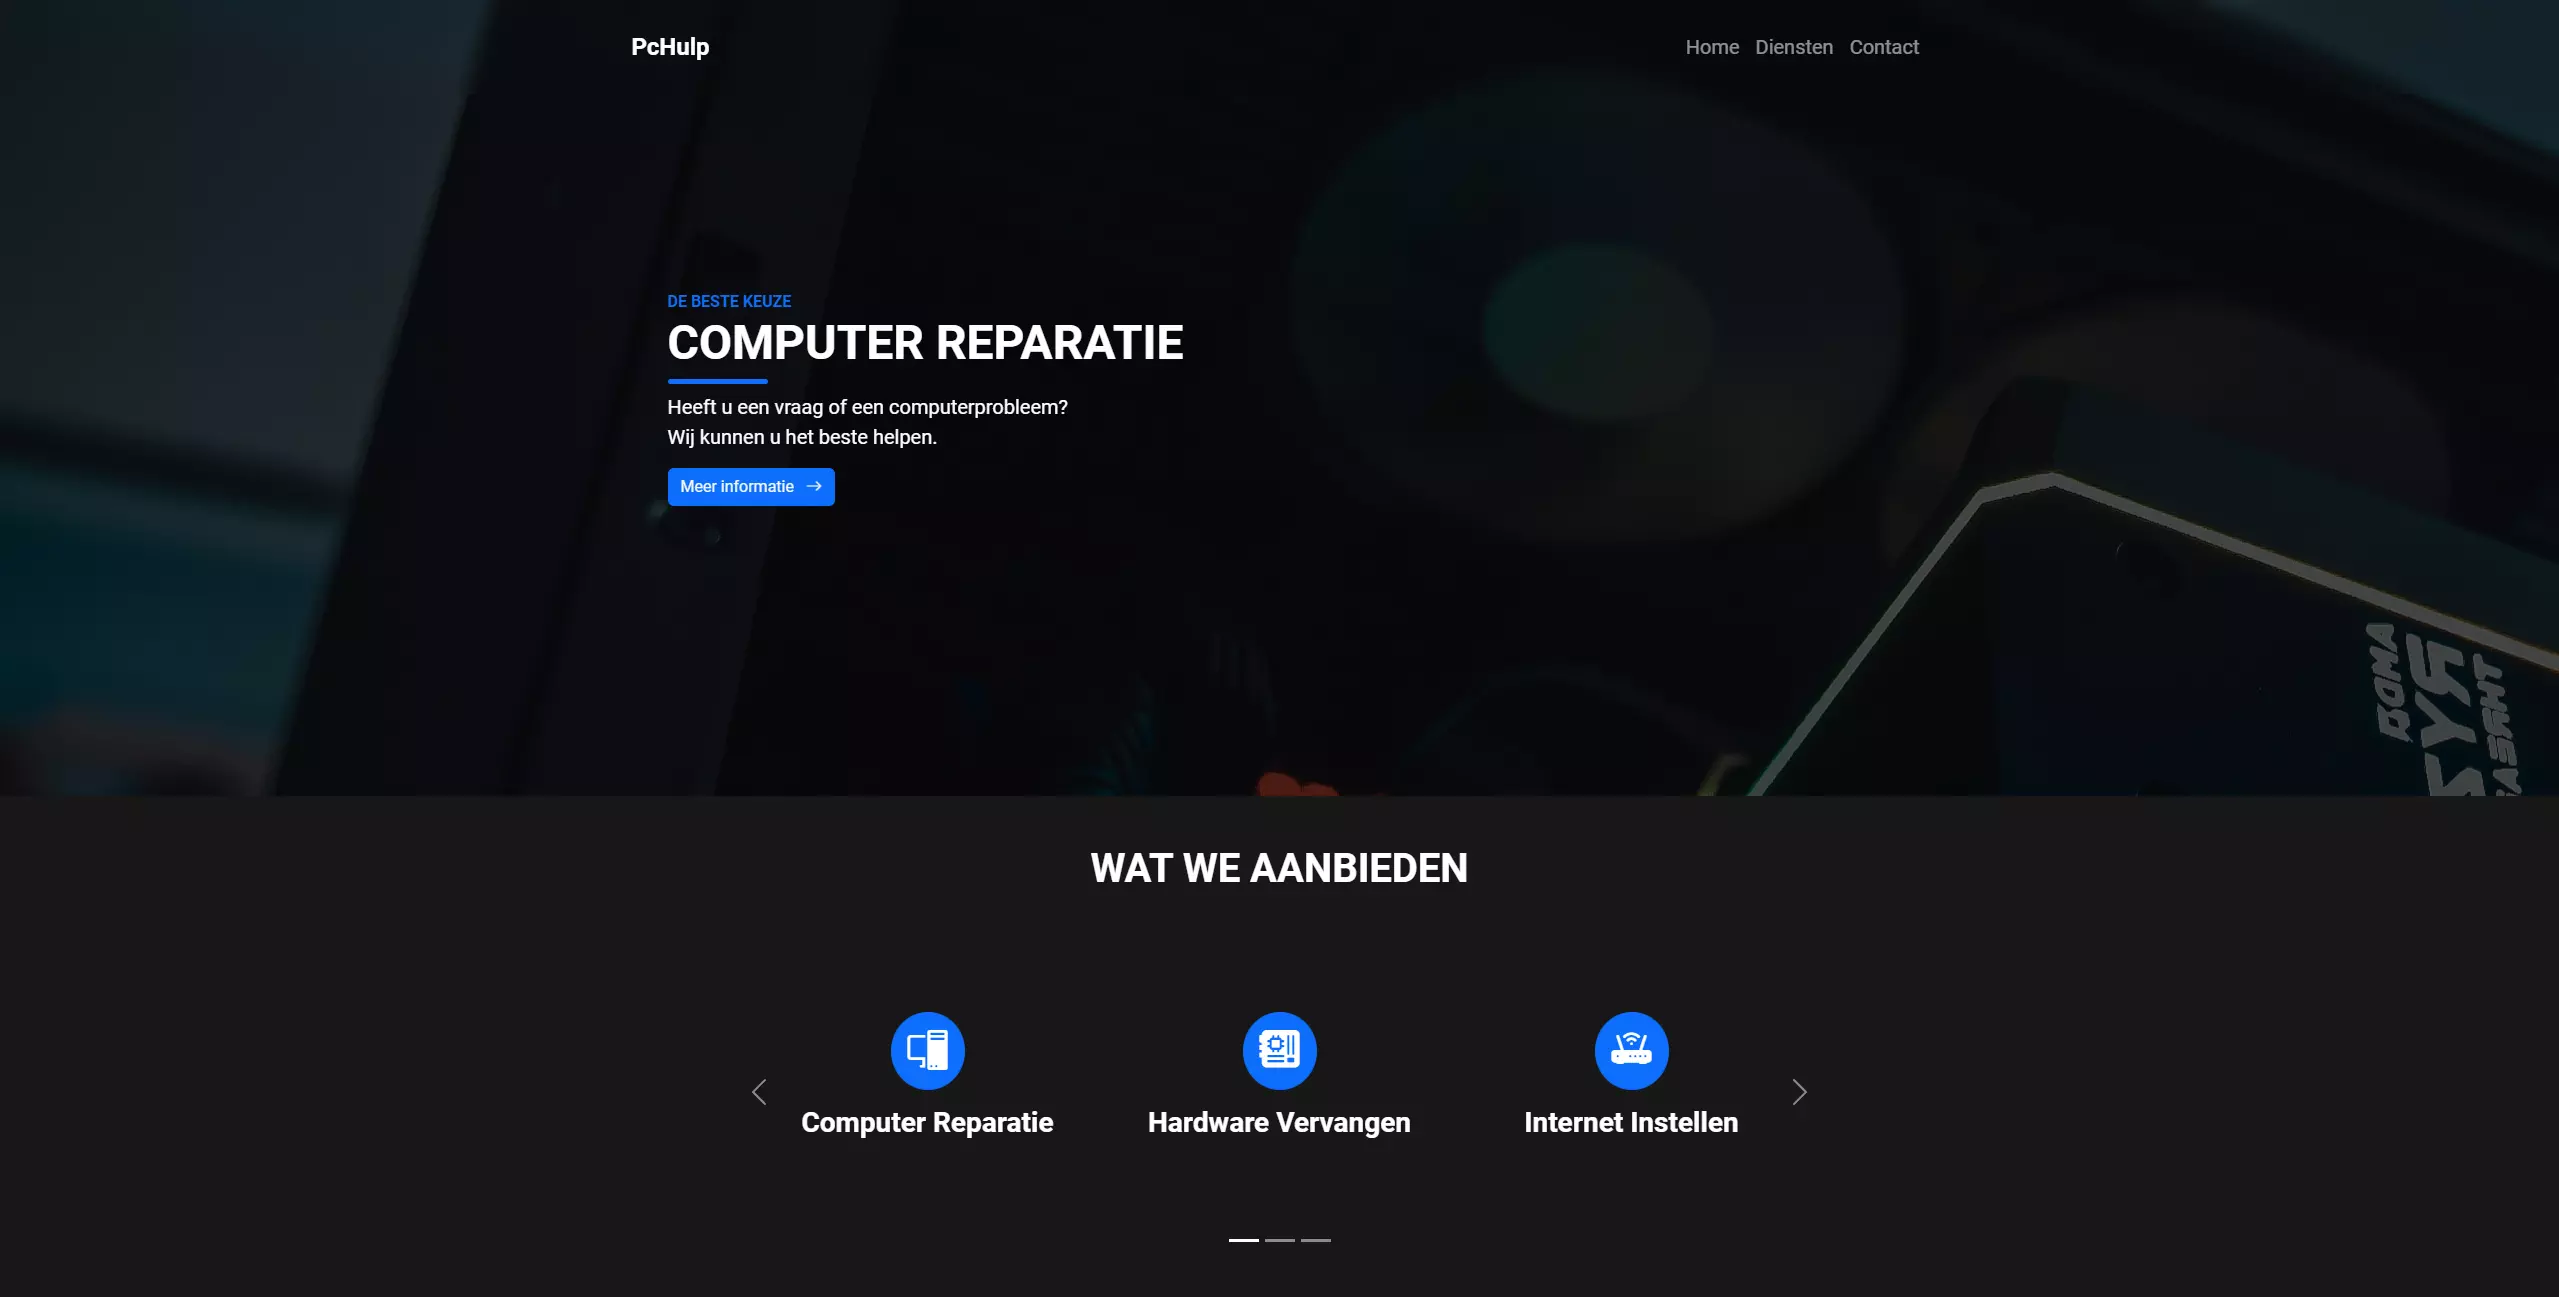 PcHulp
Home Diensten Contact
DE BESTE KEUZE
COMPUTER REPARATIE
Heeft u een vraag of een computerprobleem?
Wij kunnen u het beste helpen.
Meer informatie →
AMD
WAT WE AANBIEDEN
Computer Reparatie
Hardware Vervangen
Internet Instellen